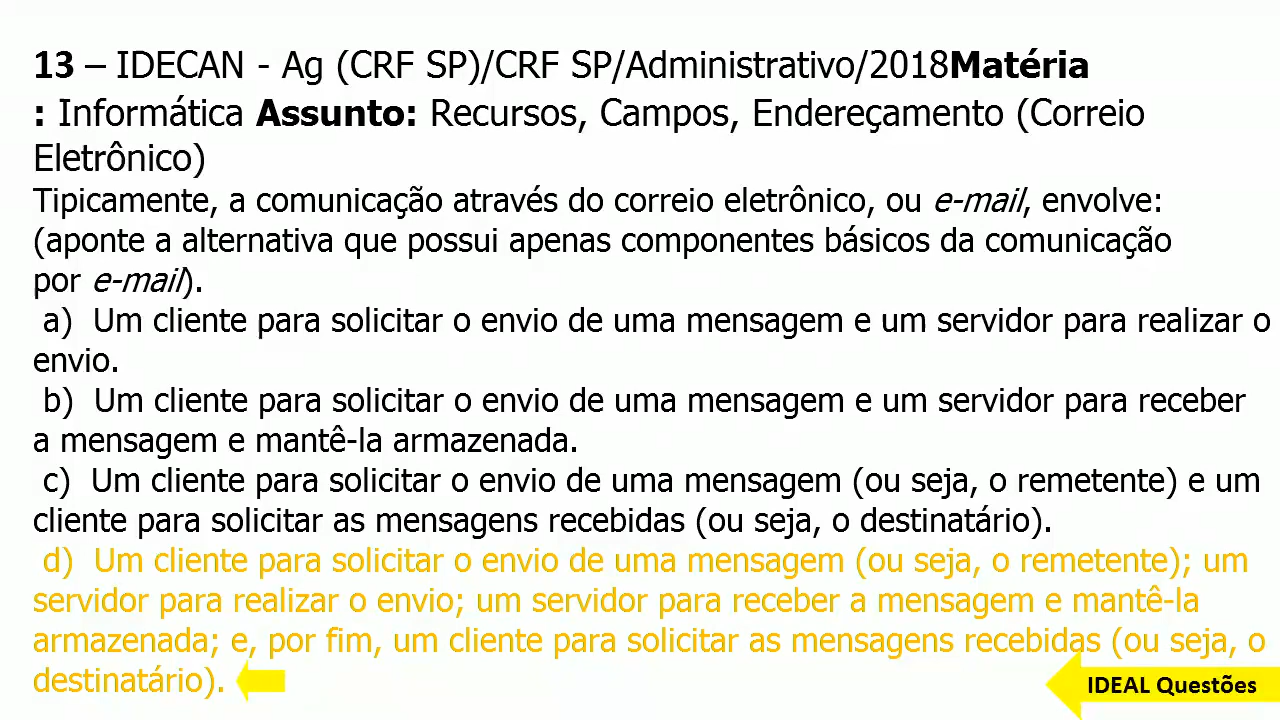 13 – IDECAN - Ag (CRF SP)/CRF SP/Administrativo/2018Matéria
: Informática Assunto: Recursos, Campos, Endereçamento (Correio
Eletrônico)
Tipicamente, a comunicação através do correio eletrônico, ou e-mail, envolve:
(aponte a alternativa que possui apenas componentes básicos da comunicação
por e-mail).
a)  Um cliente para solicitar o envio de uma mensagem e um servidor para realizar o
envio.
b)  Um cliente para solicitar o envio de uma mensagem e um servidor para receber
a mensagem e mantê-la armazenada.
c)  Um cliente para solicitar o envio de uma mensagem (ou seja, o remetente) e um
cliente para solicitar as mensagens recebidas (ou seja, o destinatário).
d)  Um cliente para solicitar o envio de uma mensagem (ou seja, o remetente); um
servidor para realizar o envio; um servidor para receber a mensagem e mantê-la
armazenada; e, por fim, um cliente para solicitar as mensagens recebidas (ou seja, o
destinatário).
IDEAL Questões